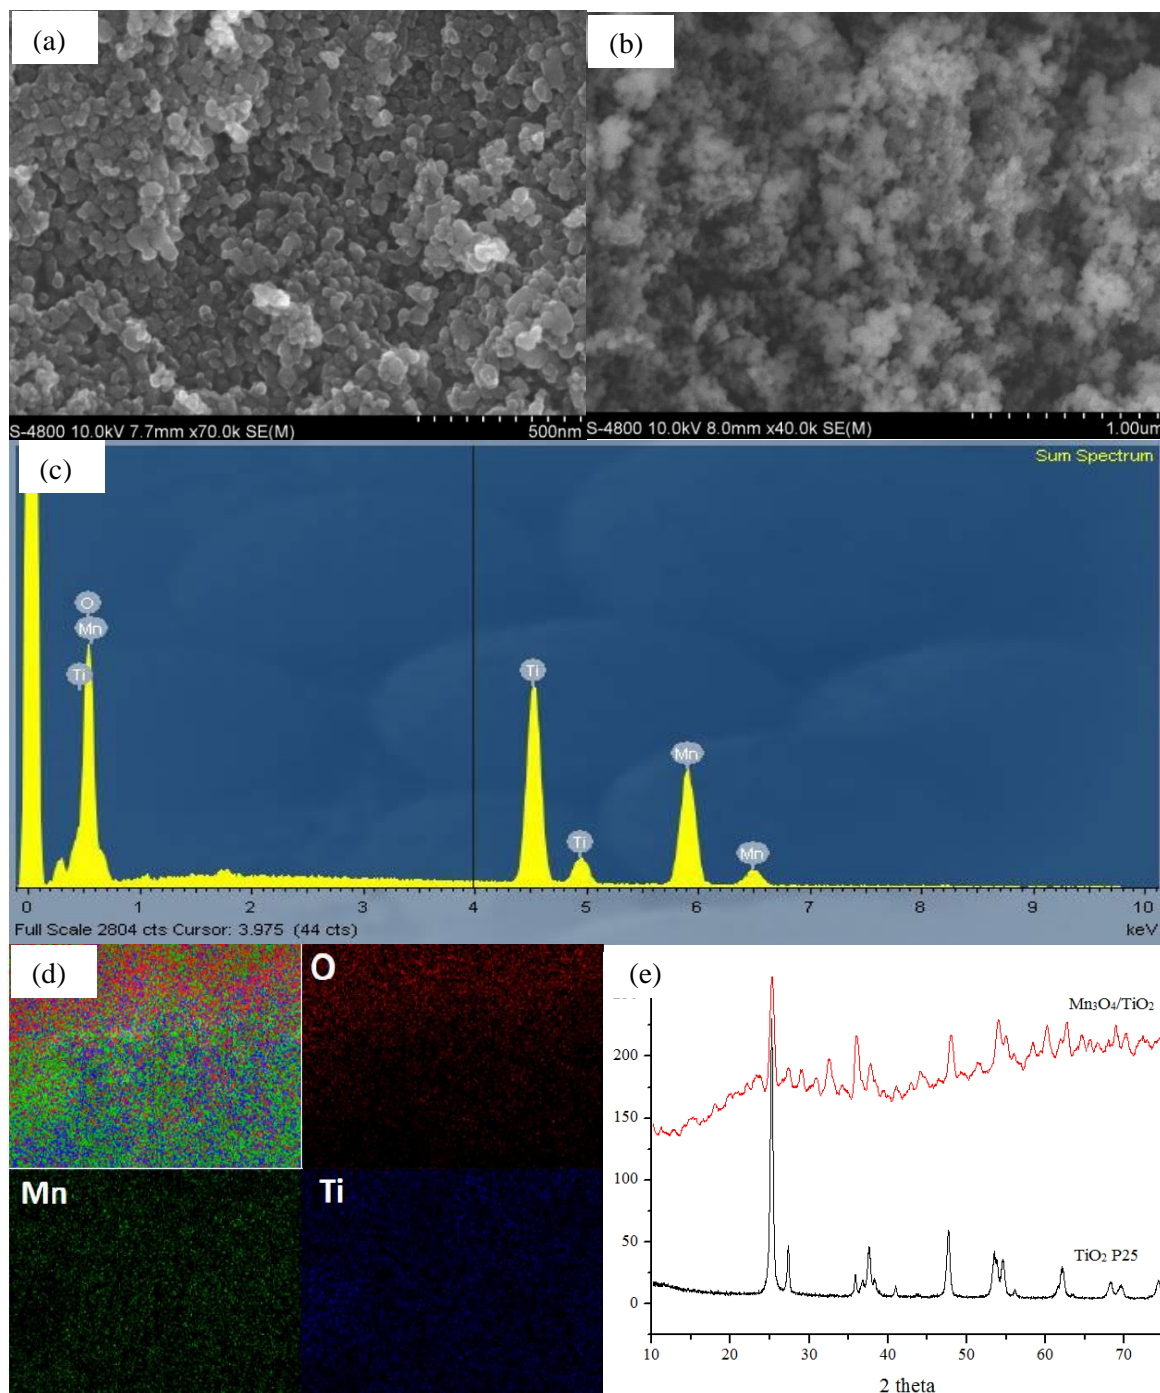 (a)
(b)
S-4800 10.0kV 7.7mm x70.0k SE(M)
500nm
S-4800 10.0kV 8.0mm x40.0k SE(M)
1.00um
(c)
Sum Spectrum
O
Mn
Ti
Ti
Ti
Mn
Mn
0 1 2 3 4 5 6 7 8 9 10
Full Scale 2804 cts Cursor: 3.975 (44 cts)
keV
(d)
O
Mn
Ti
(e)
Mn₃O₄/TiO₂
200
150
100
50
0
TiO₂ P25
10 20 30 40 50 60 70
2 theta